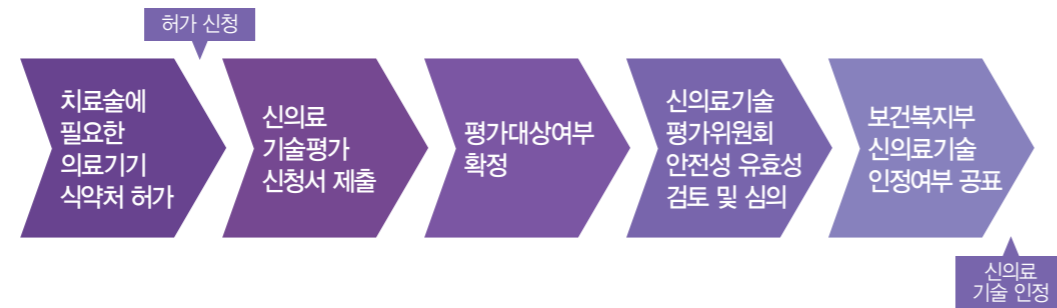 허가 신청
치료술에
필요한
의료기기
식약처 허가
신의료
기술평가
신청서 제출
평가대상여부
확정
신의료기술
평가위원회
안전성 유효성
검토 및 심의
보건복지부
신의료기술
인정여부 공표
신의료
기술 인정